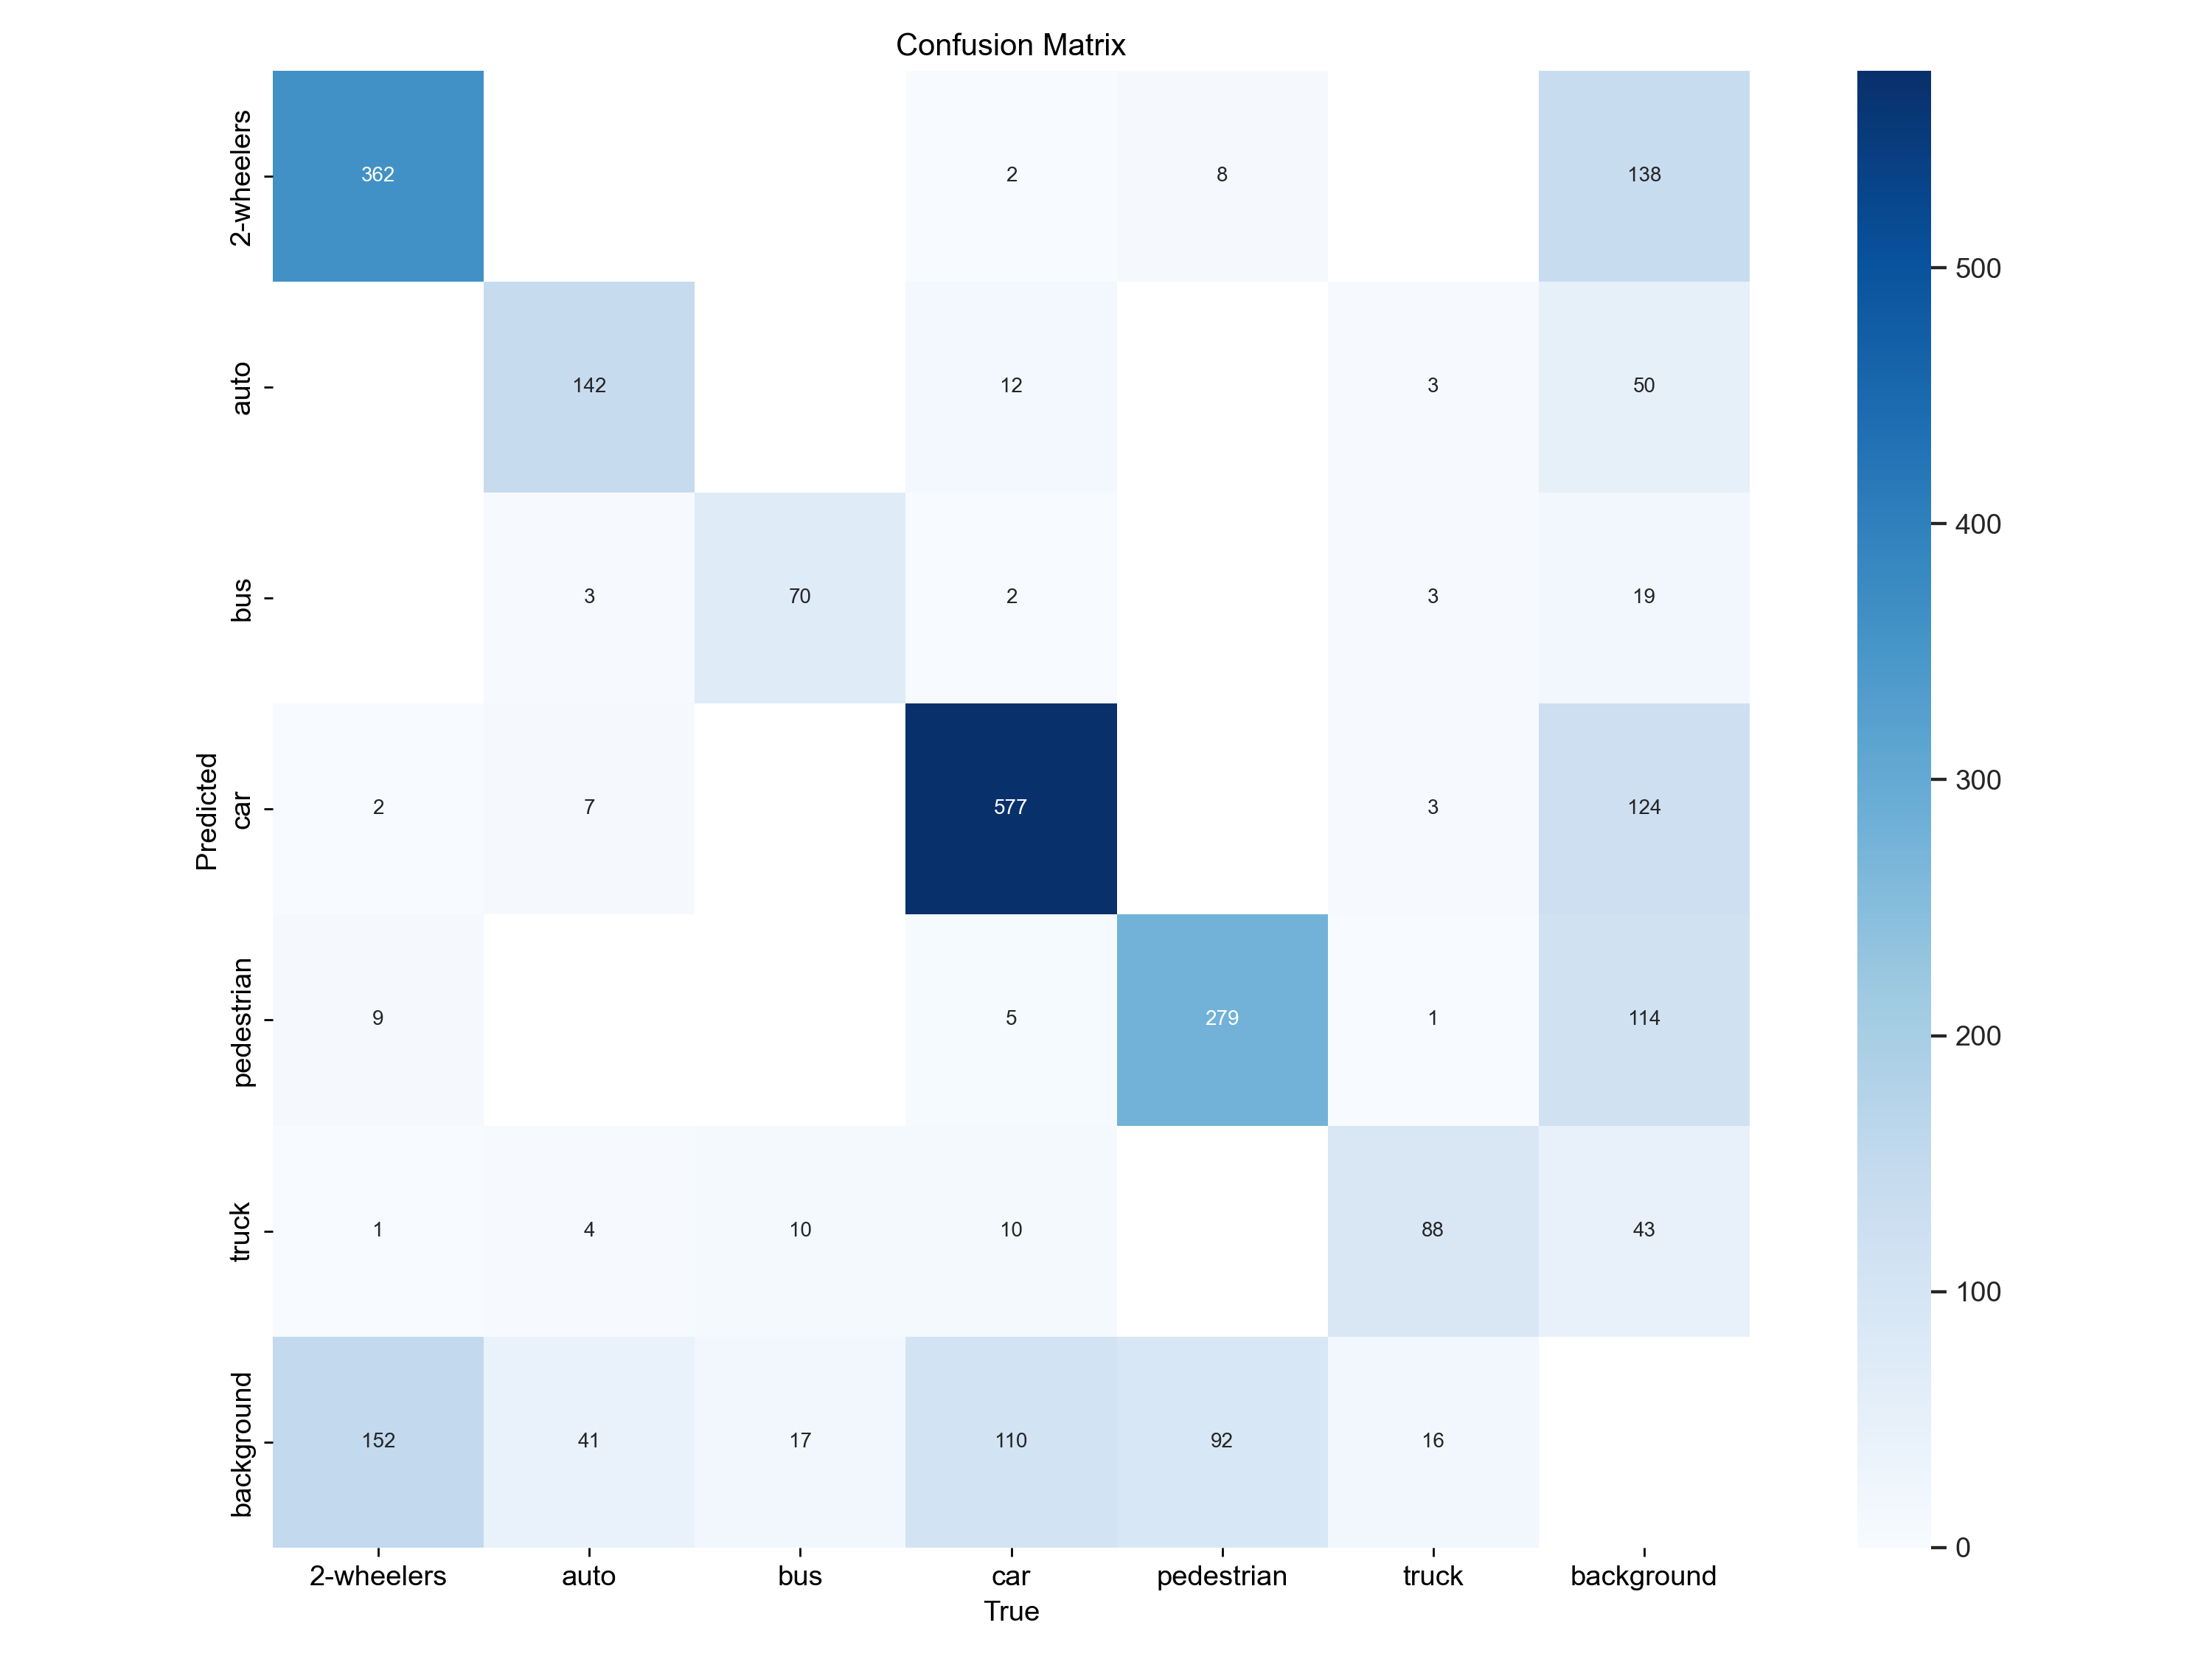 Confusion Matrix
2-wheelers 362 2 8 138
auto 142 12 3 50
bus 3 70 2 3 19
car 2 7 577 3 124
pedestrian 9 5 279 1 114
truck 1 4 10 10 88 43
background 152 41 17 110 92 16
Predicted
2-wheelers auto bus car pedestrian truck background
True
500
400
300
200
100
0